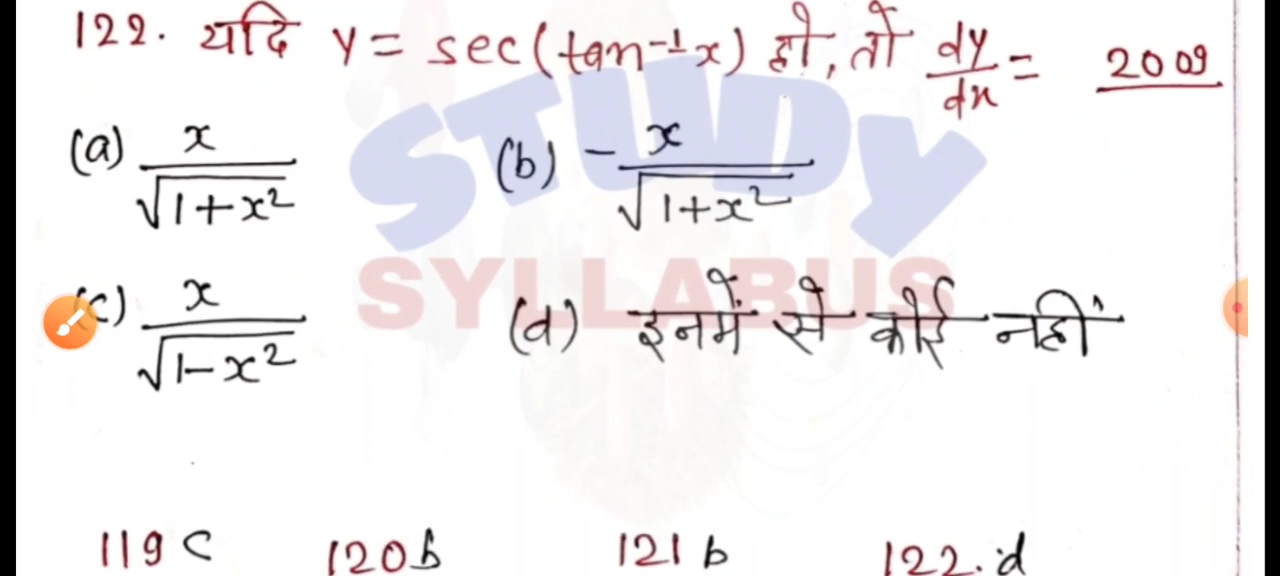 122. यदि y = sec(tan⁻¹x) हो, तो dy/dx = 2009
(a) x/√1+x² (b) -x/√1+x²
(c) x/√1-x² (d) इनमें से कोई नहीं
STUDY
SYLLABUS
119 c 120 b 121 b 122. d